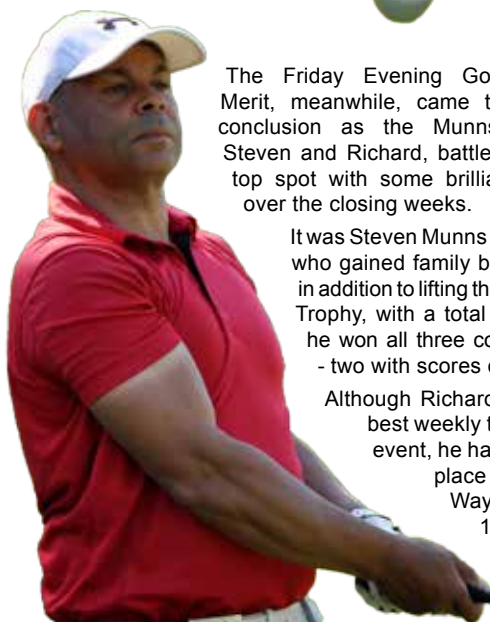 The Friday Evening Go
Merit, meanwhile, came t
conclusion as the Munns
Steven and Richard, battle
top spot with some brillia
over the closing weeks.
It was Steven Munns
who gained family b
in addition to lifting th
Trophy, with a total
he won all three co
- two with scores
Although Richard
best weekly t
event, he ha
place
Way
1